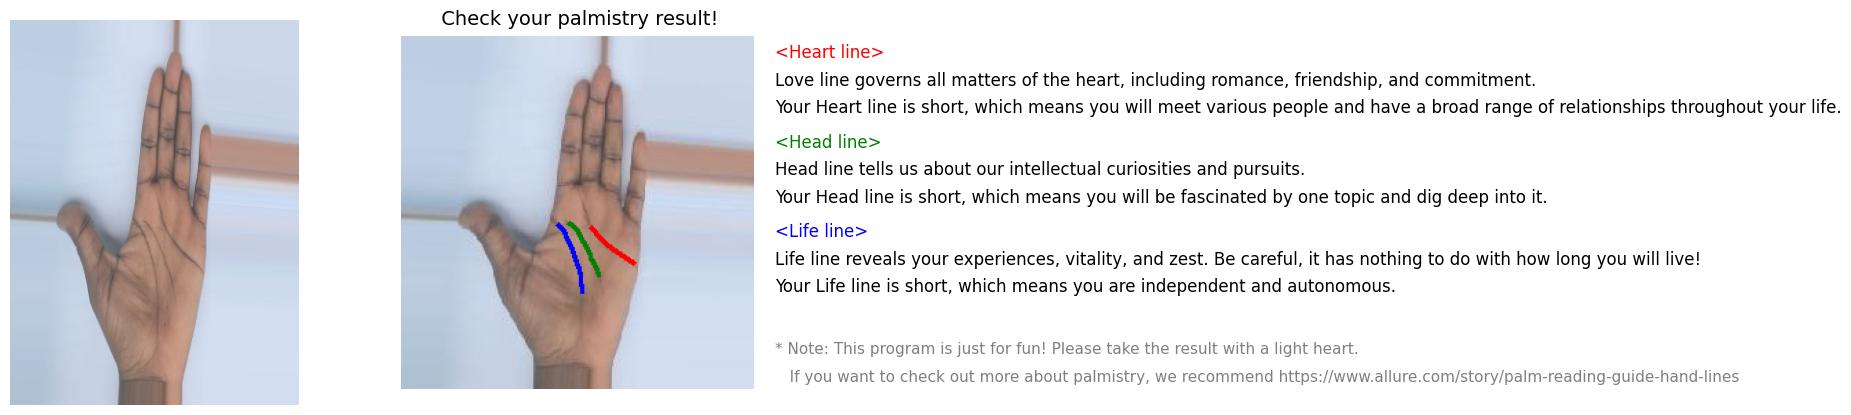 Check your palmistry result!
<Heart line>
Love line governs all matters of the heart, including romance, friendship, and commitment.
Your Heart line is short, which means you will meet various people and have a broad range of relationships throughout your life.
<Head line>
Head line tells us about our intellectual curiosities and pursuits.
Your Head line is short, which means you will be fascinated by one topic and dig deep into it.
<Life line>
Life line reveals your experiences, vitality, and zest. Be careful, it has nothing to do with how long you will live!
Your Life line is short, which means you are independent and autonomous.
* Note: This program is just for fun! Please take the result with a light heart.
If you want to check out more about palmistry, we recommend https://www.allure.com/story/palm-reading-guide-hand-lines